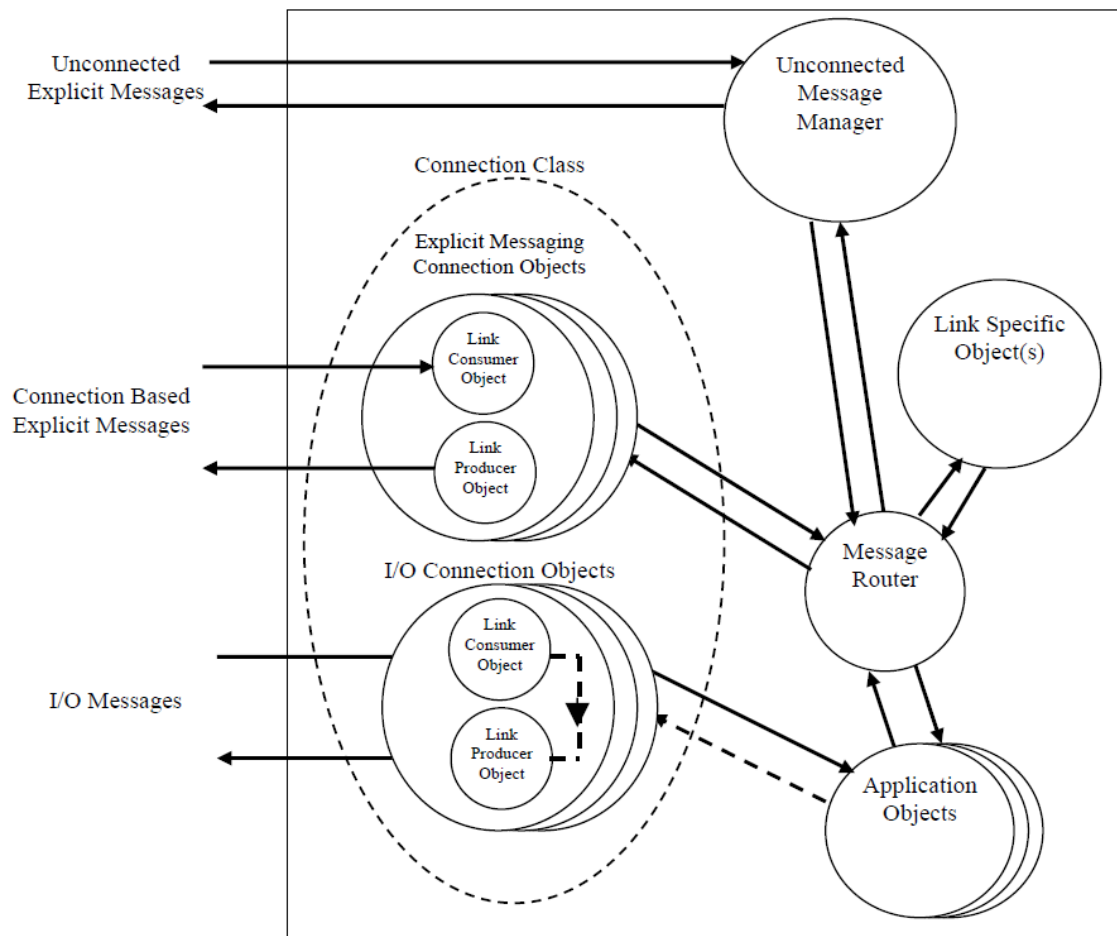 Unconnected
Explicit Messages
Unconnected
Message
Manager
Connection Class
Explicit Messaging
Connection Objects
Link
Consumer
Object
Link
Producer
Object
Connection Based
Explicit Messages
Link Specific
Object(s)
Message
Router
I/O Connection Objects
Link
Consumer
Object
Link
Producer
Object
I/O Messages
Application
Objects